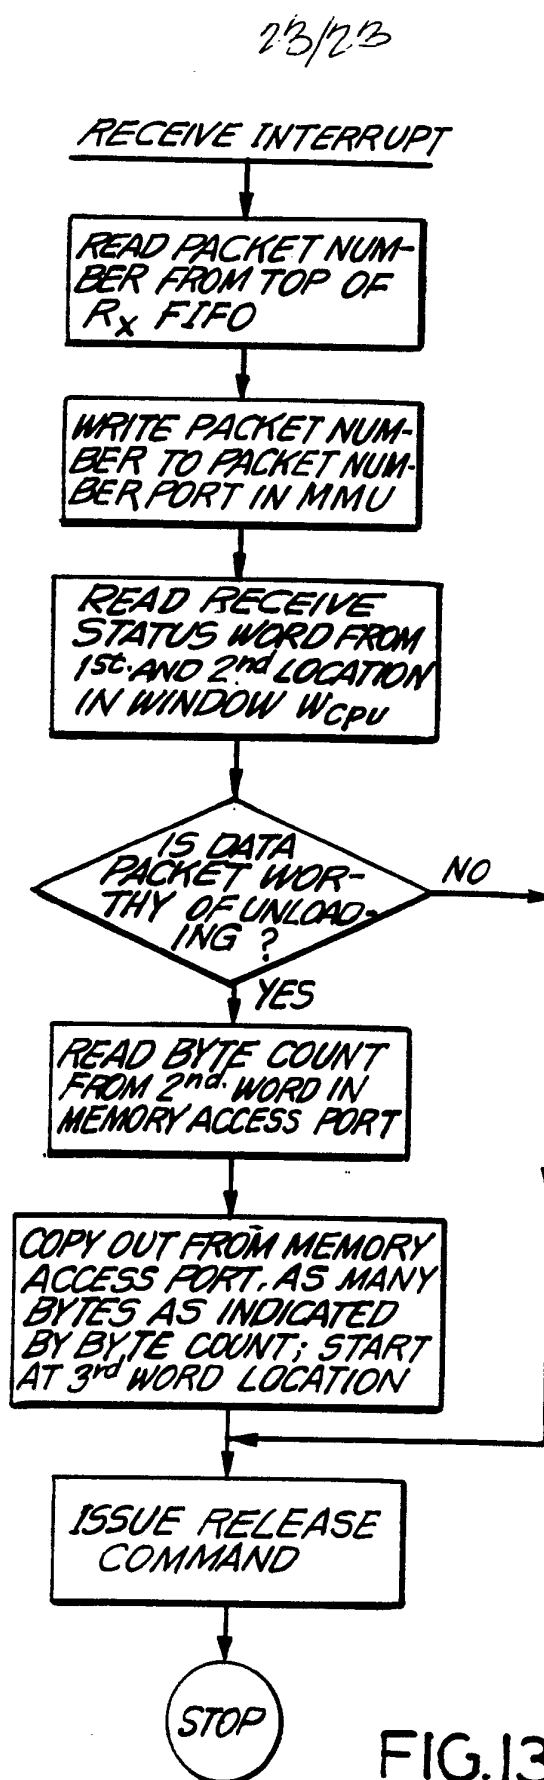 23/23
RECEIVE INTERRUPT
READ PACKET NUM-
BER FROM TOP OF
Rx FIFO
WRITE PACKET NUM-
BER TO PACKET NUM-
BER PORT IN MMU
READ RECEIVE
STATUS WORD FROM
1st. AND 2nd LOCATION
IN WINDOW WCPU
IS DATA
PACKET WOR-
THY OF UNLOAD-
ING ?
NO
YES
READ BYTE COUNT
FROM 2nd. WORD IN
MEMORY ACCESS PORT
COPY OUT FROM MEMORY
ACCESS PORT, AS MANY
BYTES AS INDICATED
BY BYTE COUNT; START
AT 3rd WORD LOCATION
ISSUE RELEASE
COMMAND
STOP
FIG.13